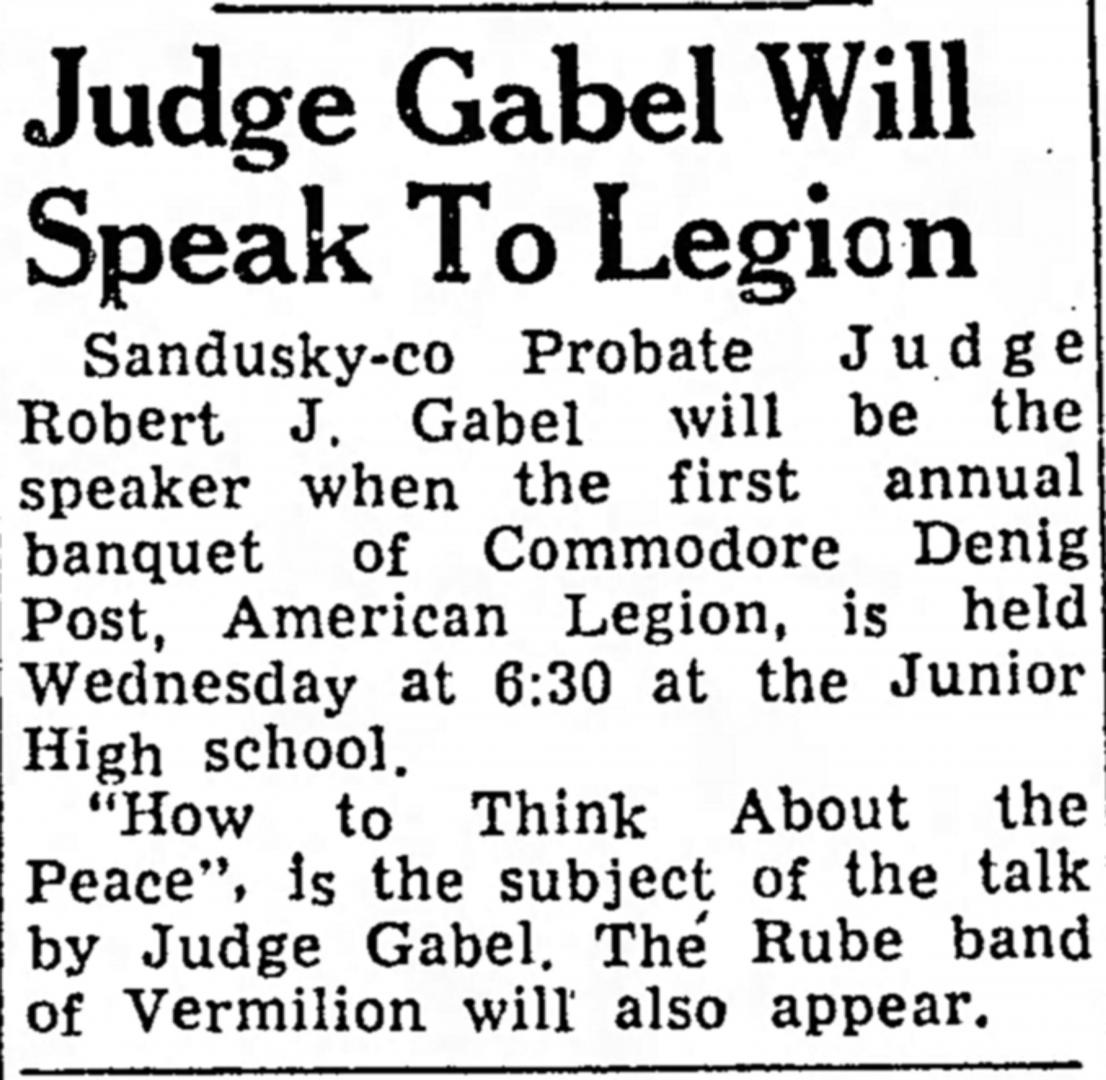 Judge Gabel Will
Speak To Legion
Sandusky-co Probate Judge
Robert J. Gabel will be the
speaker when the first annual
banquet of Commodore Denig
Post, American Legion, is held
Wednesday at 6:30 at the Junior
High school.
"How to Think About the
Peace", is the subject of the talk
by Judge Gabel. The Rube band
of Vermilion will also appear.